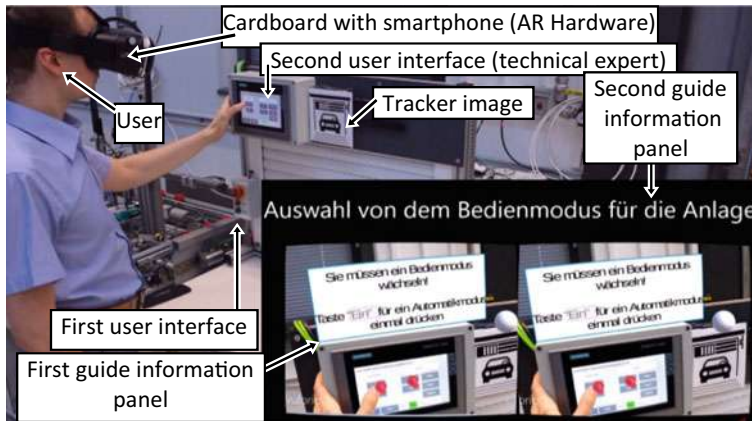 Cardboard with smartphone (AR Hardware)
Second user interface (technical expert)
User
Tracker image
Second guide
information
panel
Auswahl von dem Bedienmodus für die Anlage
Sie müssen ein Bedienmodus
wächseln!
Taste "Ein" für ein Automatikmodus
einmal drücken
Sie müssen ein Bedienmodus
wächseln!
Taste "Ein" für ein Automatikmodus
einmal drücken
First user interface
First guide information
panel